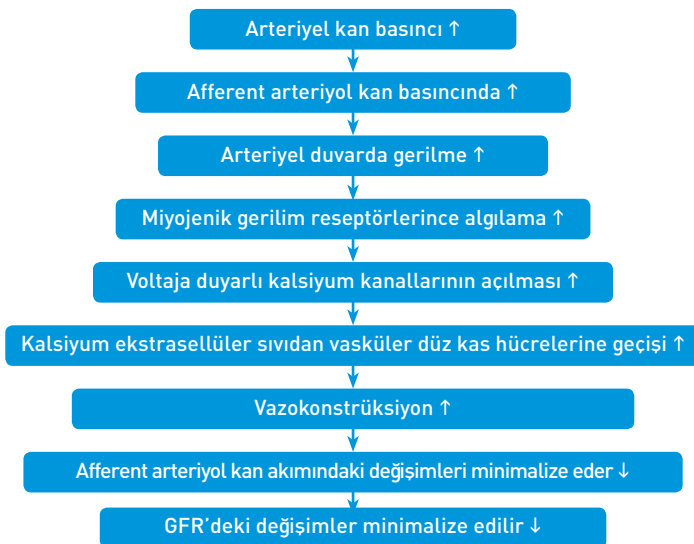 Arteriyel kan basıncı ↑
Afferent arteriyol kan basıncında ↑
Arteriyel duvarda gerilme ↑
Miyojenik gerilim reseptörlerince algılama ↑
Voltaja duyarlı kalsiyum kanallarının açılması ↑
Kalsiyum ekstrasellüler sıvıdan vasküler düz kas hücrelerine geçişi ↑
Vazokonstrüksiyon ↑
Afferent arteriyol kan akımındaki değişimleri minimalize eder ↓
GFR'deki değişimler minimalize edilir ↓